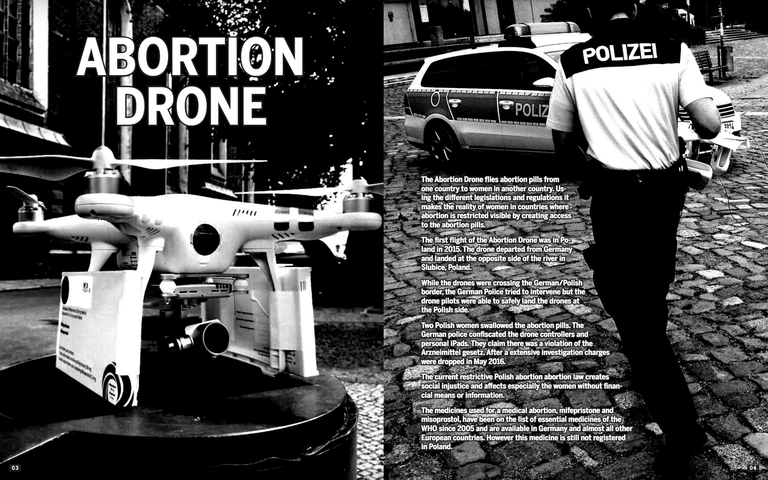 ABORTION
DRONE
03
POLIZEI
POLIZ
The Abortion Drone flies abortion pills from
one country to women in another country. Us-
ing the different legislations and regulations it
makes the reality of women in countries where
abortion is restricted visible by creating access
to the abortion pills.
The first flight of the Abortion Drone was in Po-
land in 2015. The drone departed from Germany
and landed at the opposite side of the river in
Slubice, Poland.
While the drones were crossing the German/Polish
border, the German Police tried to intervene but the
drone pilots were able to safely land the drones at
the Polish side.
Two Polish women swallowed the abortion pills. The
German police confiscated the drone controllers and
personal iPads. They claim there was a violation of the
Arzneimittel gesetz. After a extensive investigation charges
were dropped in May 2016.
The current restrictive Polish abortion abortion law creates
social injustice and affects especially the women without finan-
cial means or information.
The medicines used for a medical abortion, mifepristone and
misoprostol, have been on the list of essential medicines of the
WHO since 2005 and are available in Germany and almost all other
European countries. However this medicine is still not registered
in Poland.
04